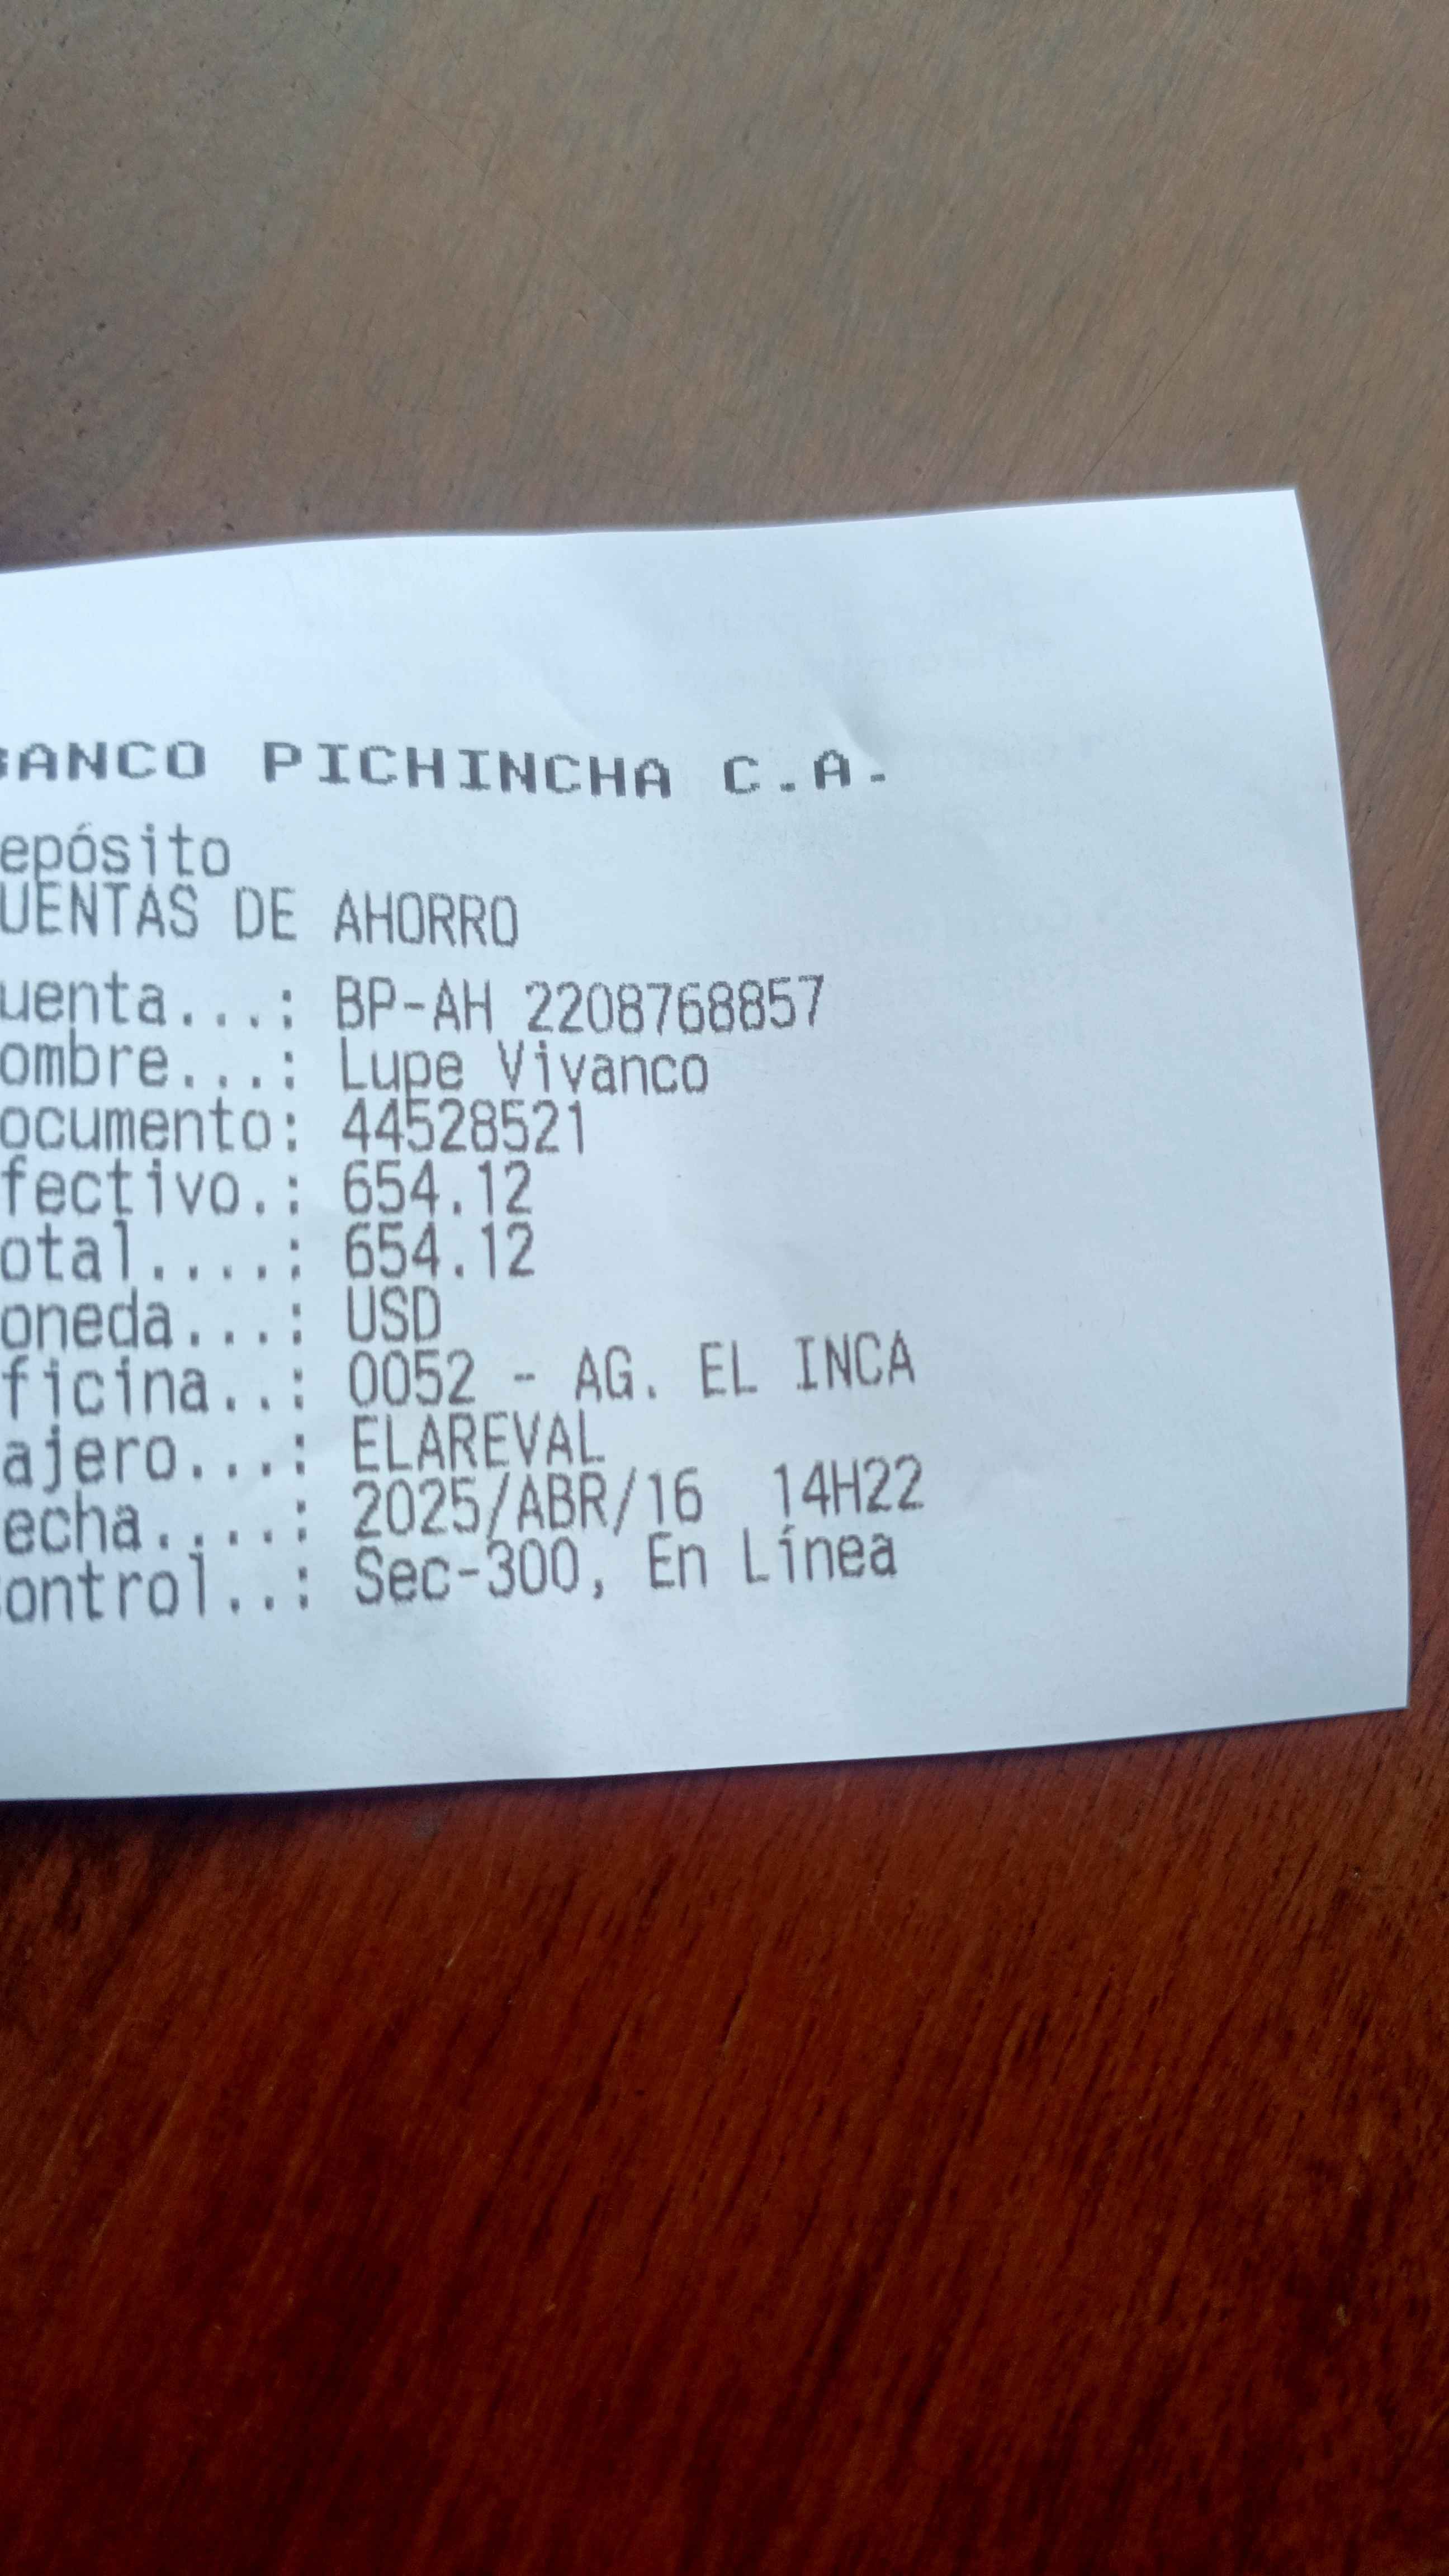 BANCO PICHINCHA C.A.
epósito
UENTAS DE AHORRO
uenta...: BP-AH 2208768857
ombre...: Lupe Vivanco
ocumento: 44528521
fectivo.: 654.12
otal....: 654.12
oneda...: USD
ficina..: 0052 - AG. EL INCA
ajero...: ELAREVAL
echa....: 2025/ABR/16 14H22
ontrol..: Sec-300, En Línea